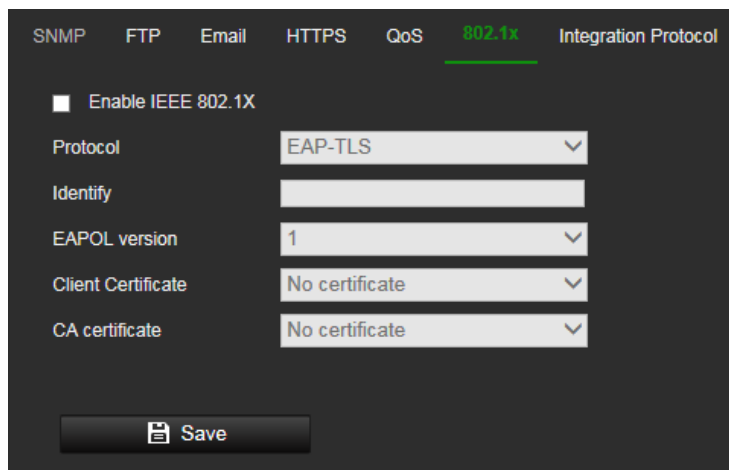 SNMP FTP Email HTTPS QoS 802.1x Integration Protocol
Enable IEEE 802.1X
Protocol EAP-TLS
Identify
EAPOL version 1
Client Certificate No certificate
CA certificate No certificate
Save